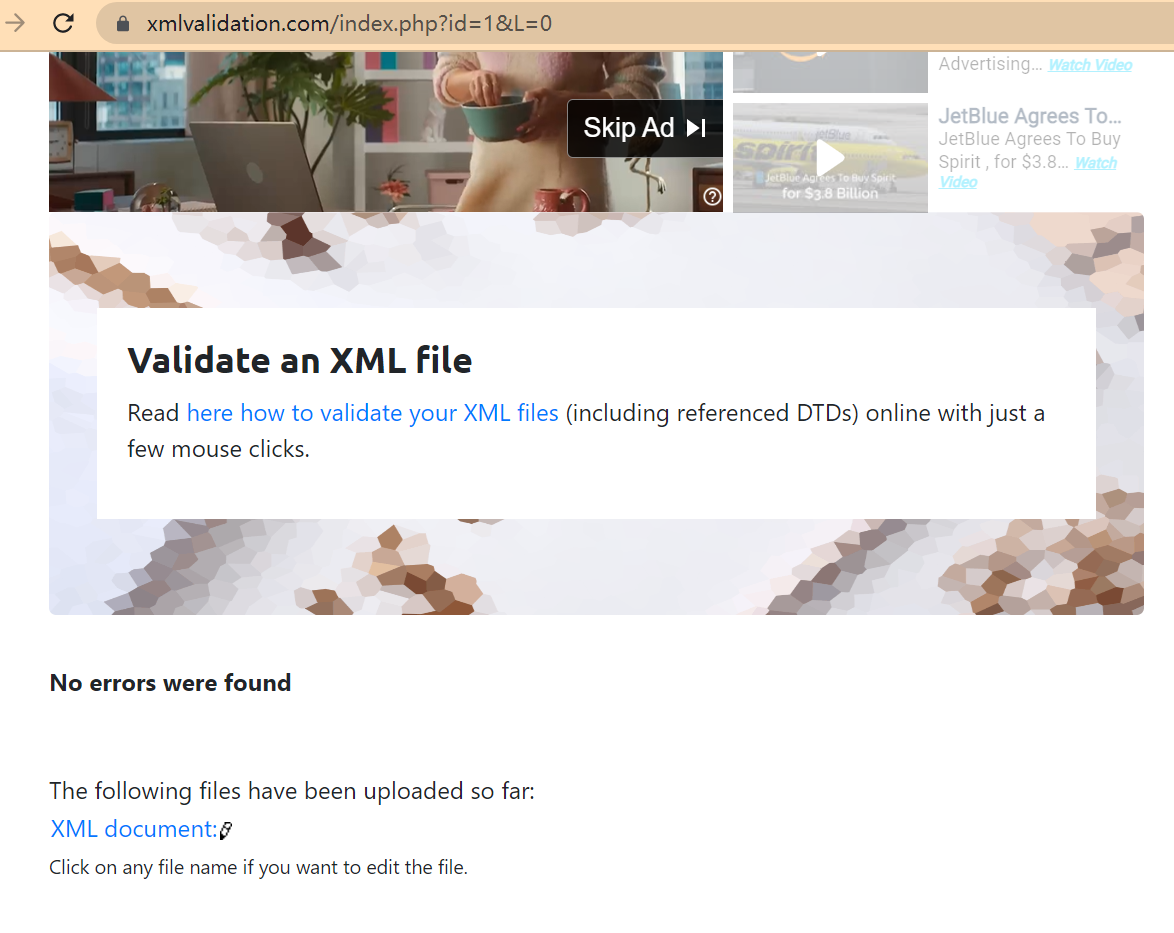 xmlvalidation.com/index.php?id=1&L=0
Advertising... Watch Video
Skip Ad
JetBlue Agrees To...
JetBlue Agrees To Buy
Spirit , for $3.8... Watch
Video
spirit
jetBlue
JetBlue Agrees To Buy Spirit
for $3.8 Billion
Validate an XML file
Read here how to validate your XML files (including referenced DTDs) online with just a
few mouse clicks.
No errors were found
The following files have been uploaded so far:
XML document:
Click on any file name if you want to edit the file.